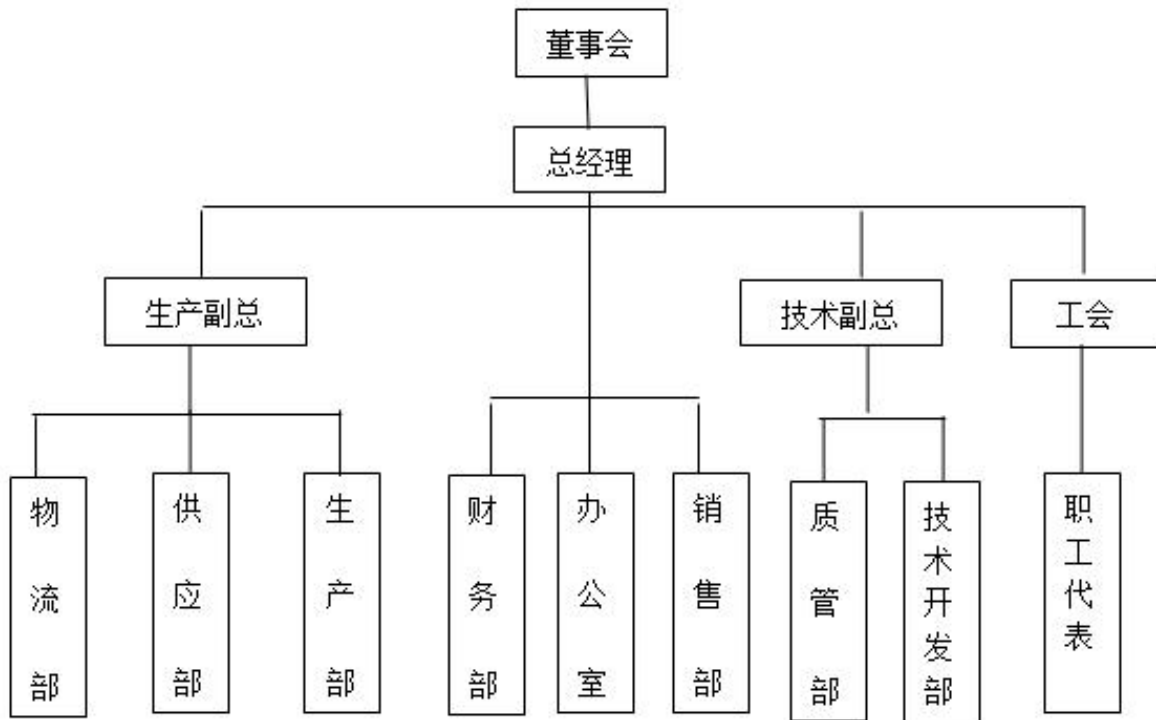 董事会
总经理
生产副总
技术副总
工会
物流部
供应部
生产部
财务部
办公室
销售部
质管部
技术开发部
职工代表